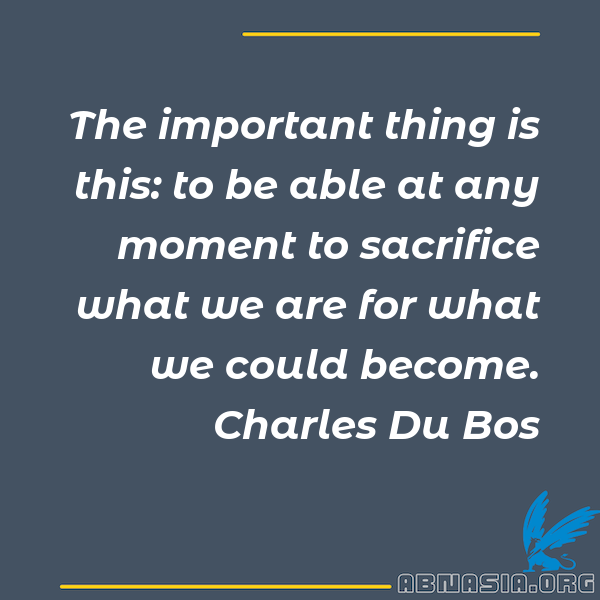 The important thing is
this: to be able at any
moment to sacrifice
what we are for what
we could become.
Charles Du Bos
ABNASIA.ORG